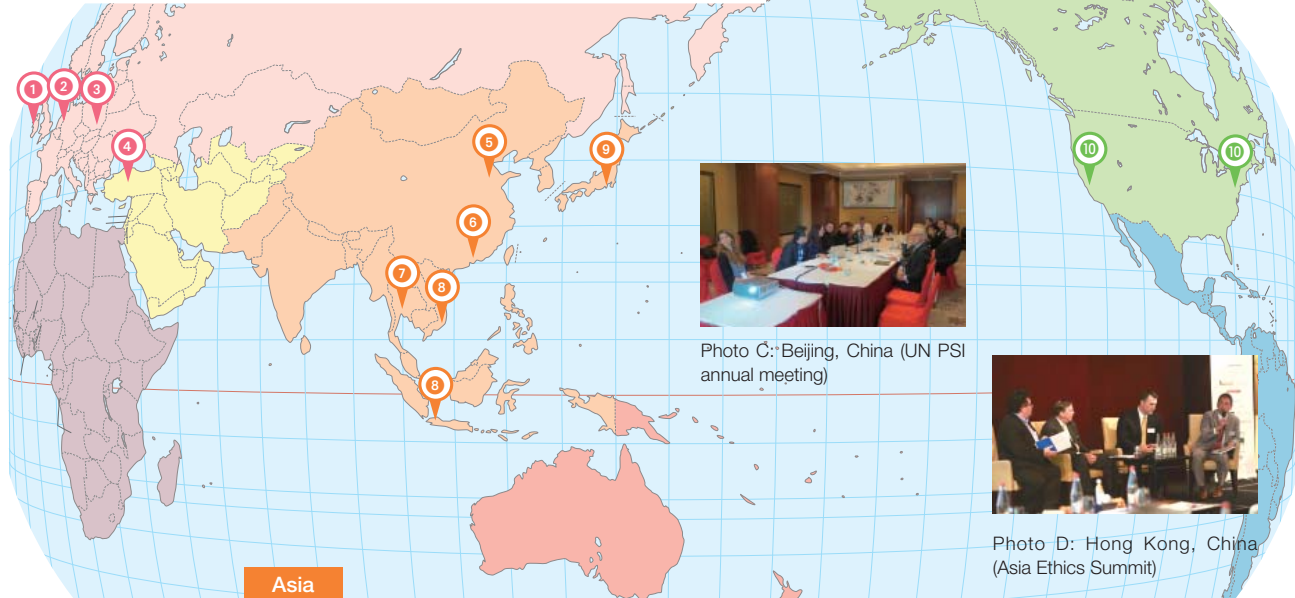 1
2
3
4
5
9
10
10
6
7
8
8
Photo C: Beijing, China (UN PSI
annual meeting)
Photo D: Hong Kong, China
(Asia Ethics Summit)
Asia